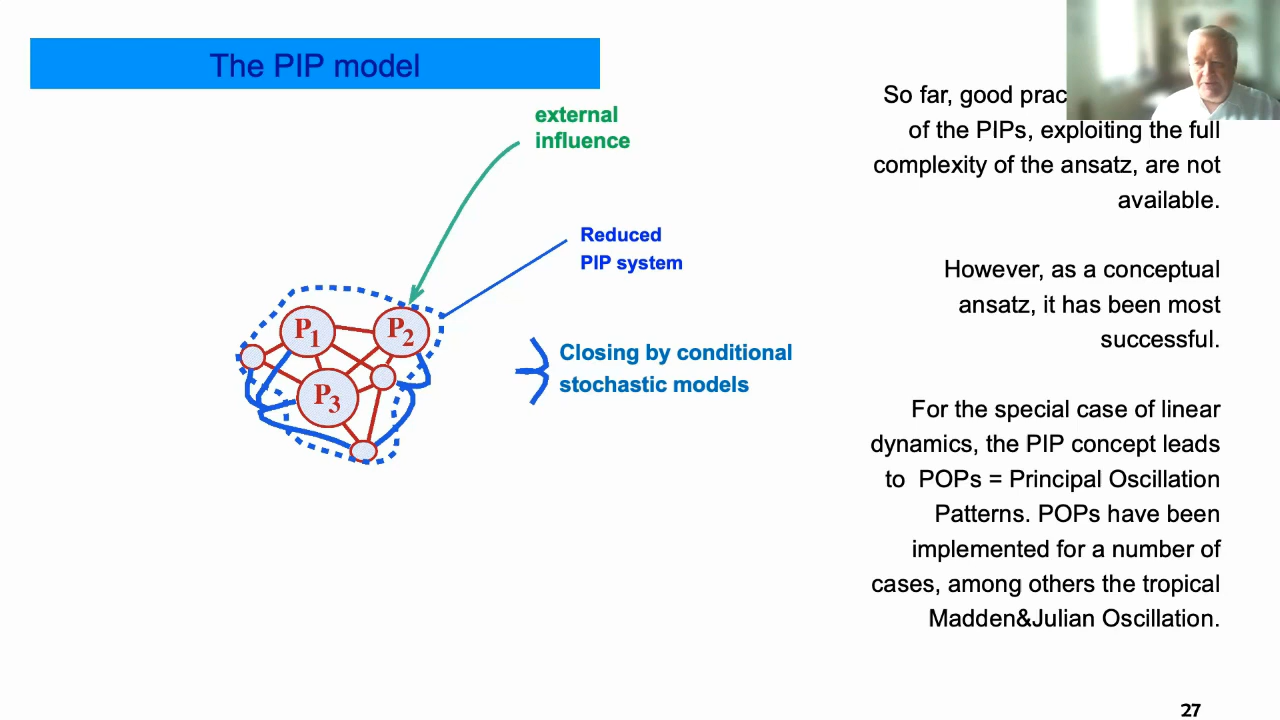 The PIP model
external
influence
Reduced
PIP system
P1
P2
P3
Closing by conditional
stochastic models
So far, good
of the PIPs, exploiting the full
complexity of the ansatz, are not
available.
However, as a conceptual
ansatz, it has been most
successful.
For the special case of linear
dynamics, the PIP concept leads
to POPs = Principal Oscillation
Patterns. POPs have been
implemented for a number of
cases, among others the tropical
Madden&Julian Oscillation.
27